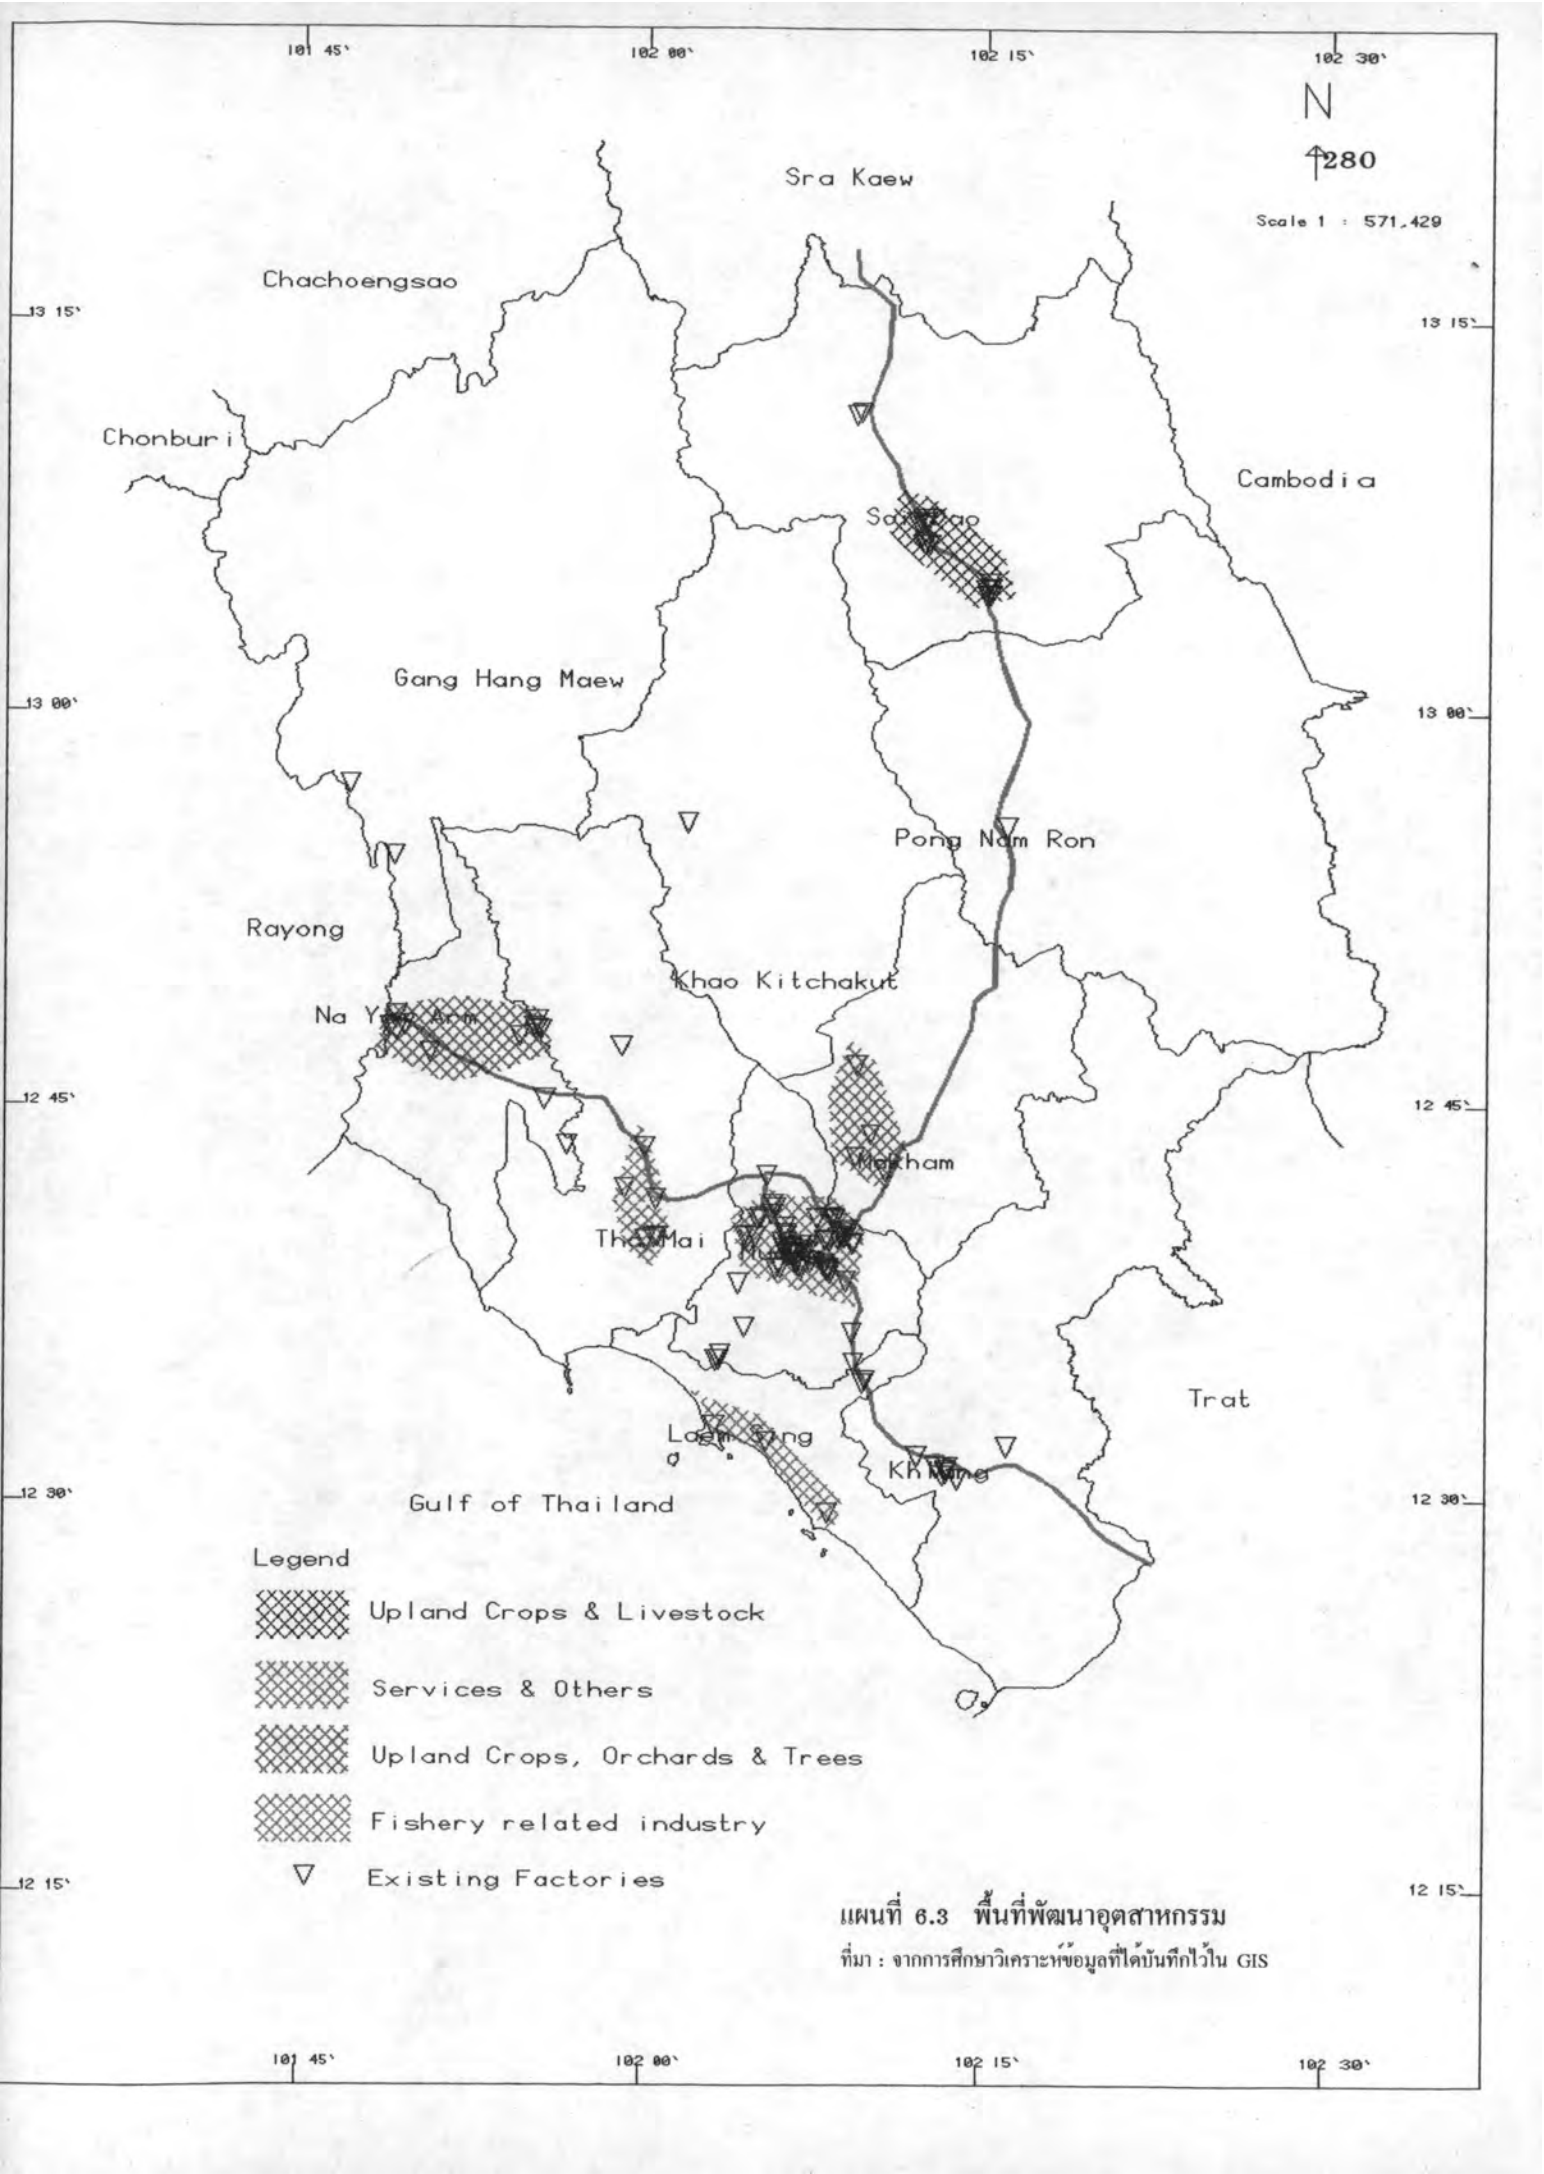 101 45' 102 00' 102 15' 102 30'
N
280
Sra Kaew
Scale 1 : 571,429
Chachoengsao
13 15' 13 15'
Chonburi
Cambodia
Gang Hang Maew
13 00' 13 00'
Pong Nam Ron
Rayong
Khao Kitchakut
Na Arm
12 45' 12 45'
Makham
Tha Mai
Trat
Laem Sing
Khlung
12 30' 12 30'
Gulf of Thailand
Legend
Upland Crops & Livestock
Services & Others
Upland Crops, Orchards & Trees
Fishery related industry
Existing Factories
12 15' 12 15'
แผนที่ 6.3 พื้นที่พัฒนาอุตสาหกรรม
ที่มา : จากการศึกษาวิเคราะห์ข้อมูลที่ได้บันทึกไว้ใน GIS
101 45' 102 00' 102 15' 102 30'